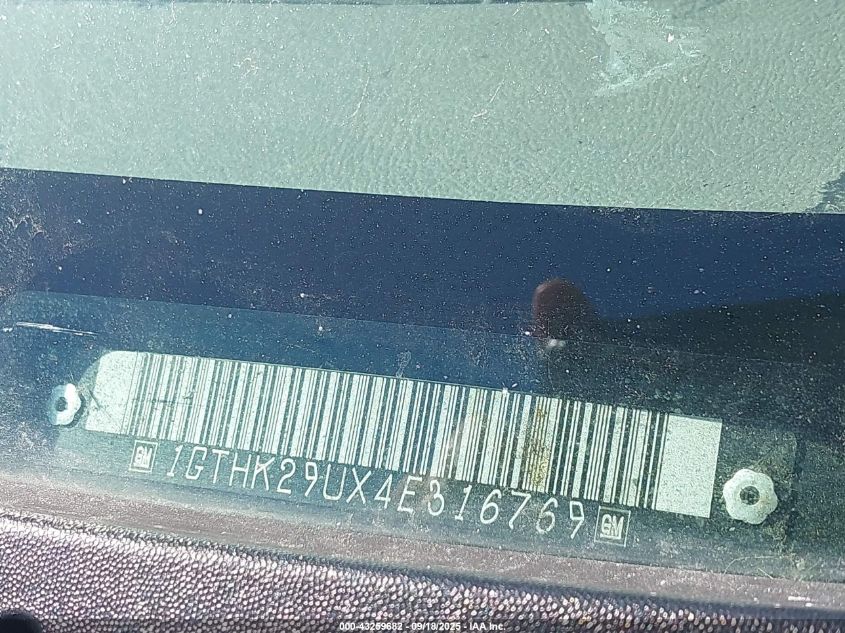 GM 1GTHK29UX4E316769 GM
000-43259682 - 09/18/2025 - IAA Inc.